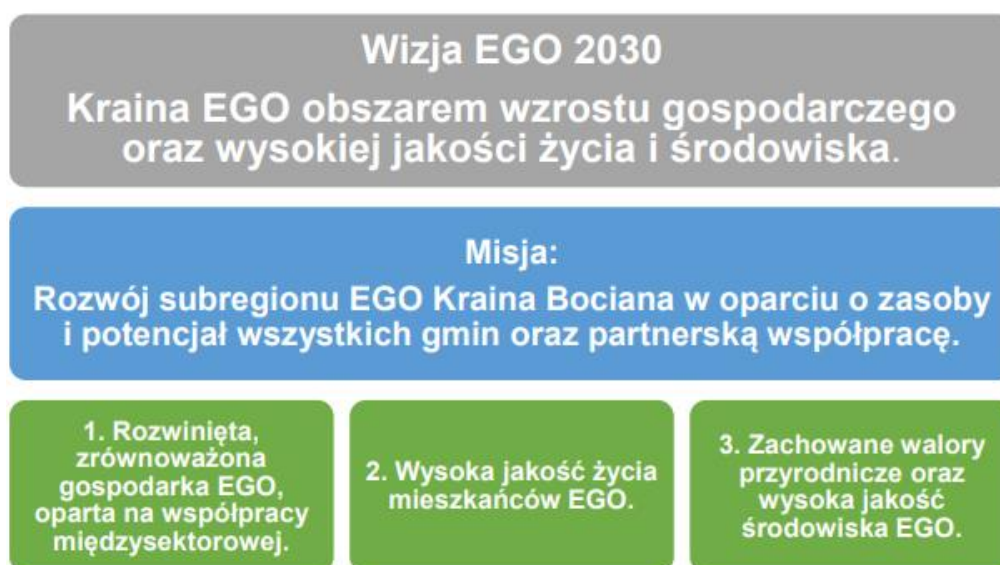 Wizja EGO 2030
Kraina EGO obszarem wzrostu gospodarczego
oraz wysokiej jakości życia i środowiska.
Misja:
Rozwój subregionu EGO Kraina Bociana w oparciu o zasoby
i potencjał wszystkich gmin oraz partnerską współpracę.
1. Rozwinięta,
zrównoważona
gospodarka EGO,
oparta na współpracy
międzysektorowej.
2. Wysoka jakość życia
mieszkańców EGO.
3. Zachowane walory
przyrodnicze oraz
wysoka jakość
środowiska EGO.